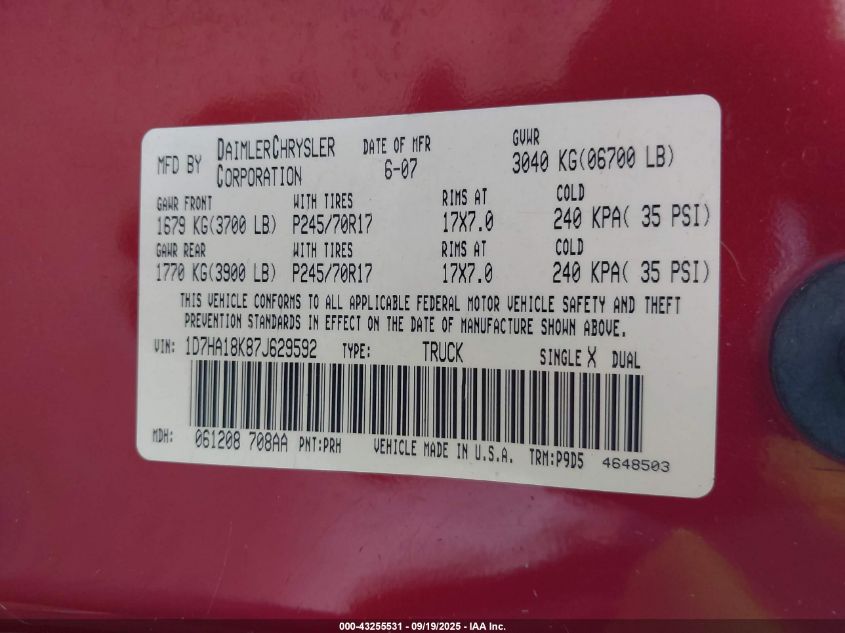 MFD BY DAIMLERCHRYSLER CORPORATION DATE OF MFR 6-07 GVWR 3040 KG(06700 LB)
GAWR FRONT WITH TIRES RIMS AT COLD
1679 KG(3700 LB) P245/70R17 17X7.0 240 KPA( 35 PSI)
GAWR REAR WITH TIRES RIMS AT COLD
1770 KG(3900 LB) P245/70R17 17X7.0 240 KPA( 35 PSI)
THIS VEHICLE CONFORMS TO ALL APPLICABLE FEDERAL MOTOR VEHICLE SAFETY AND THEFT
PREVENTION STANDARDS IN EFFECT ON THE DATE OF MANUFACTURE SHOWN ABOVE.
VIN: 1D7HA18K87J629592 TYPE: TRUCK SINGLE X DUAL
MDH: 061208 708AA PNT:PRH VEHICLE MADE IN U.S.A. TRM:P9D5 4648503
000-43255531 - 09/19/2025 - IAA Inc.